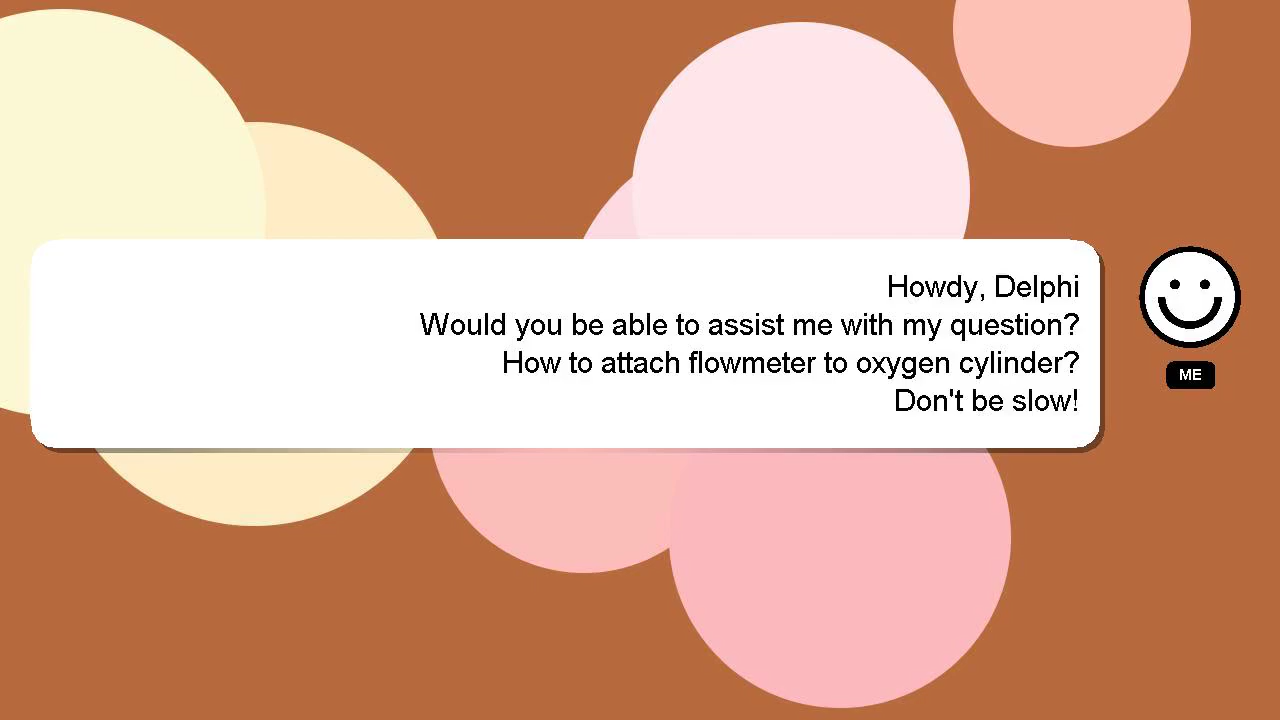 Howdy, Delphi
Would you be able to assist me with my question?
How to attach flowmeter to oxygen cylinder?
Don't be slow!
ME